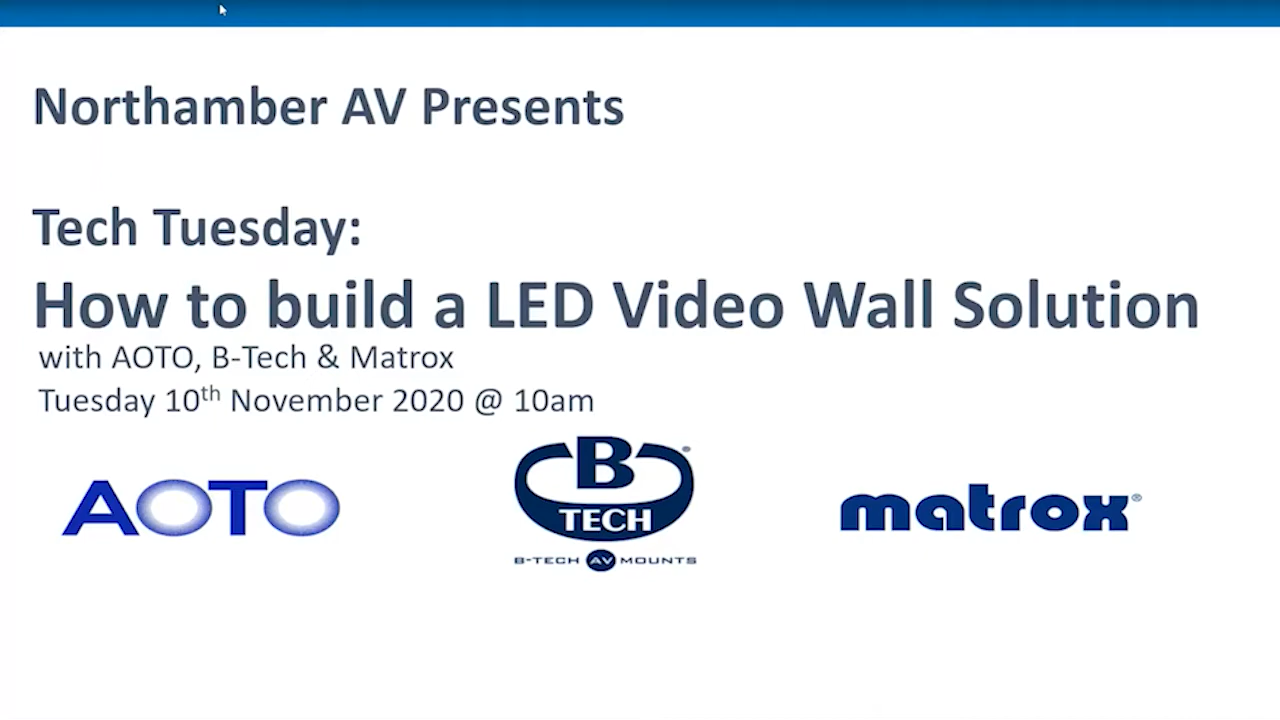 Northamber AV Presents
Tech Tuesday:
How to build a LED Video Wall Solution
with AOTO, B-Tech & Matrox
Tuesday 10th November 2020 @ 10am
AOTO
B
TECH
B-TECH AV MOUNTS
matrox